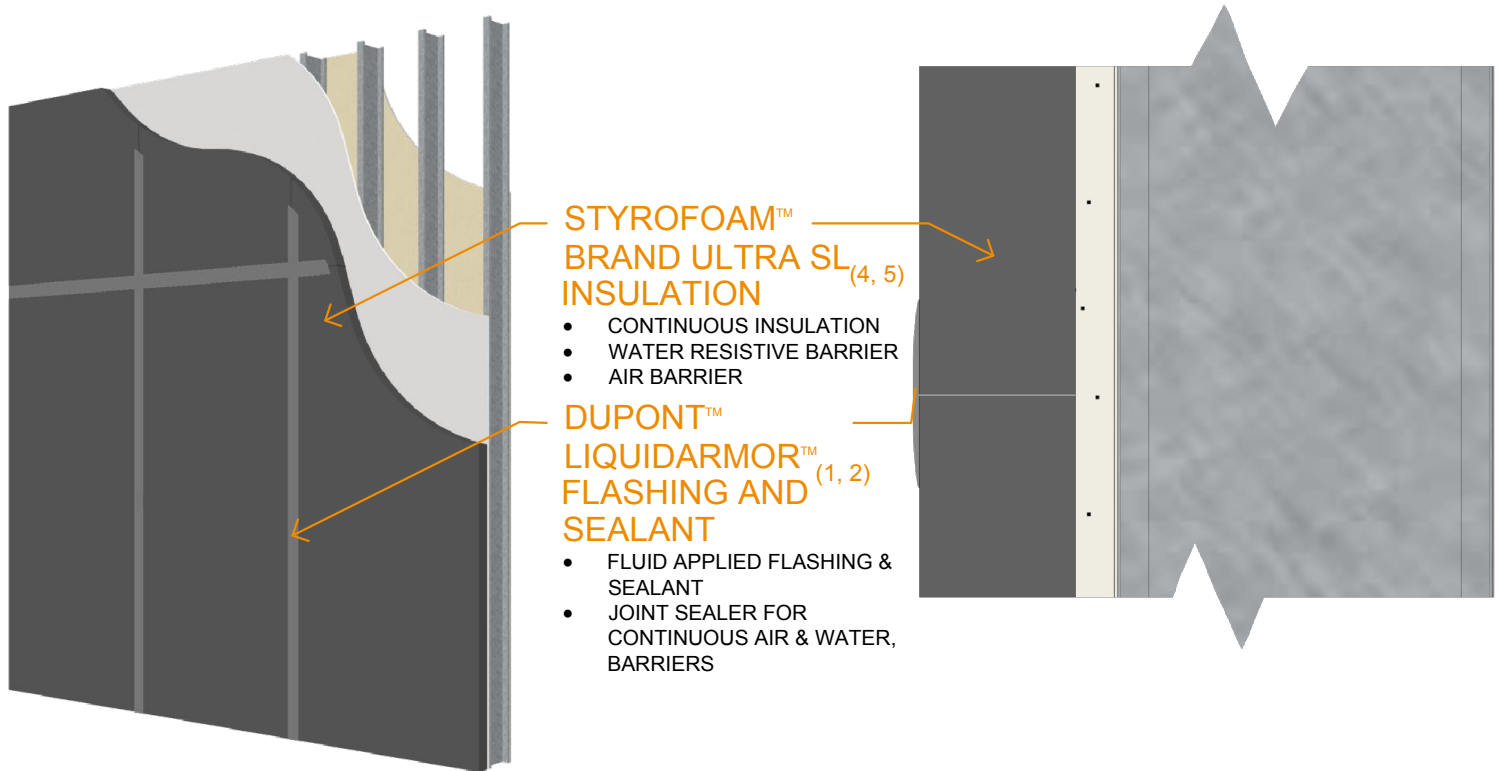 STYROFOAM™
BRAND ULTRA SL(4, 5)
INSULATION
• CONTINUOUS INSULATION
• WATER RESISTIVE BARRIER
• AIR BARRIER
DUPONT™
LIQUIDARMOR™(1, 2)
FLASHING AND
SEALANT
• FLUID APPLIED FLASHING &
SEALANT
• JOINT SEALER FOR
CONTINUOUS AIR & WATER,
BARRIERS